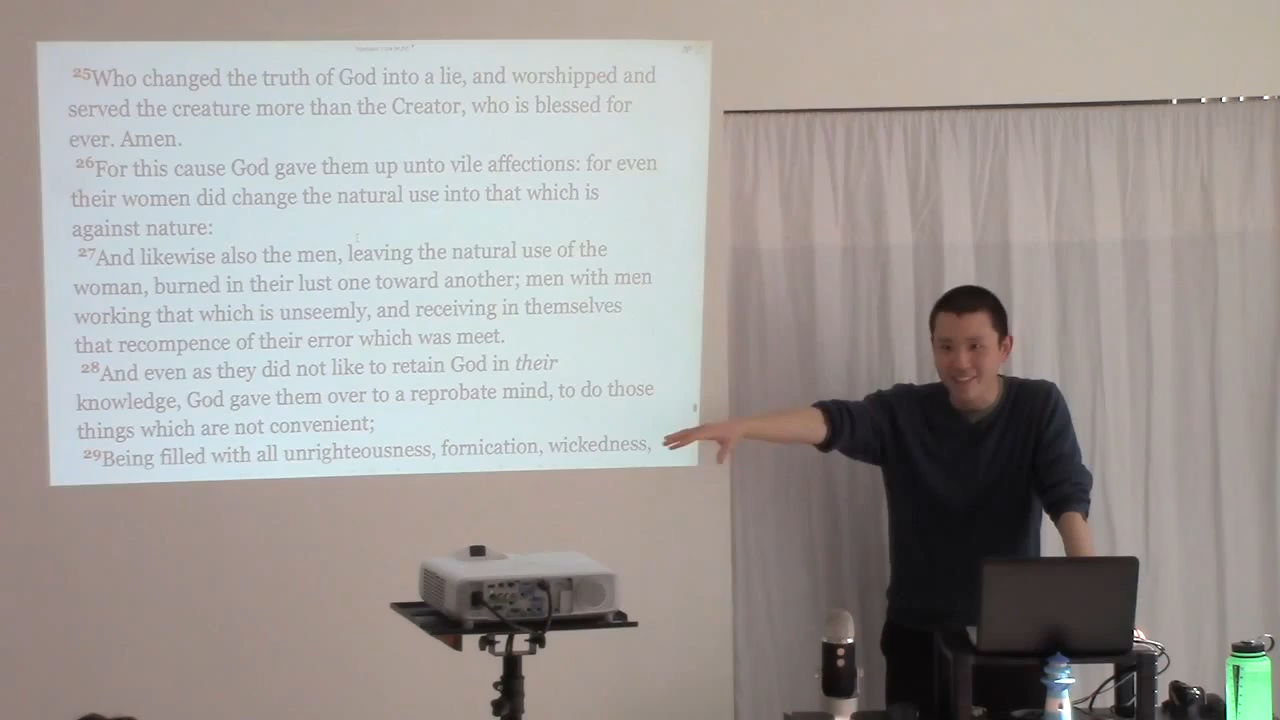 25Who changed the truth of God into a lie, and worshipped and
served the creature more than the Creator, who is blessed for
ever. Amen.
26For this cause God gave them up unto vile affections: for even
their women did change the natural use into that which is
against nature:
27And likewise also the men, leaving the natural use of the
woman, burned in their lust one toward another; men with men
working that which is unseemly, and receiving in themselves
that recompence of their error which was meet.
28And even as they did not like to retain God in their
knowledge, God gave them over to a reprobate mind, to do those
things which are not convenient;
29Being filled with all unrighteousness, fornication, wickedness,